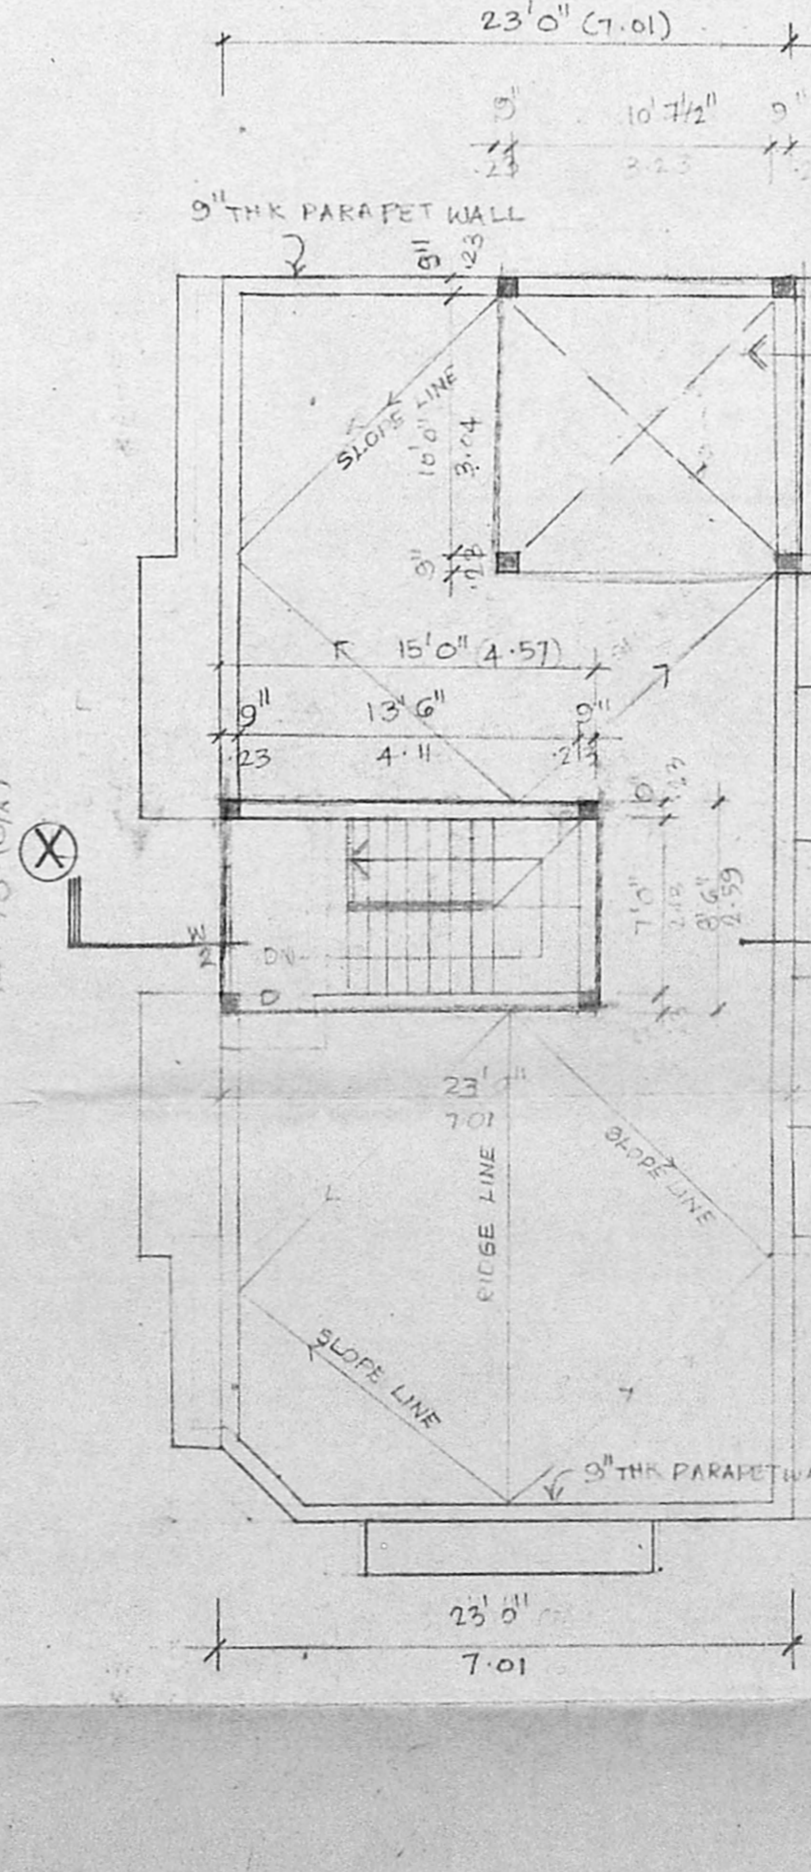 23'0" (7.01)
9" 10'7½" 9"
.23 3.23
9" THK PARAPET WALL
9" .23
SLOPE LINE
10'0" 3.04
9" .23
15'0" (4.57)
9" 13'6" 9"
.23 4.11 .23
X
7'0"
8'6" 2.59
W
2
DN
D
23'0"
7.01
RIDGE LINE
SLOPE LINE
SLOPE LINE
9" THK PARAPET
23'0"
7.01